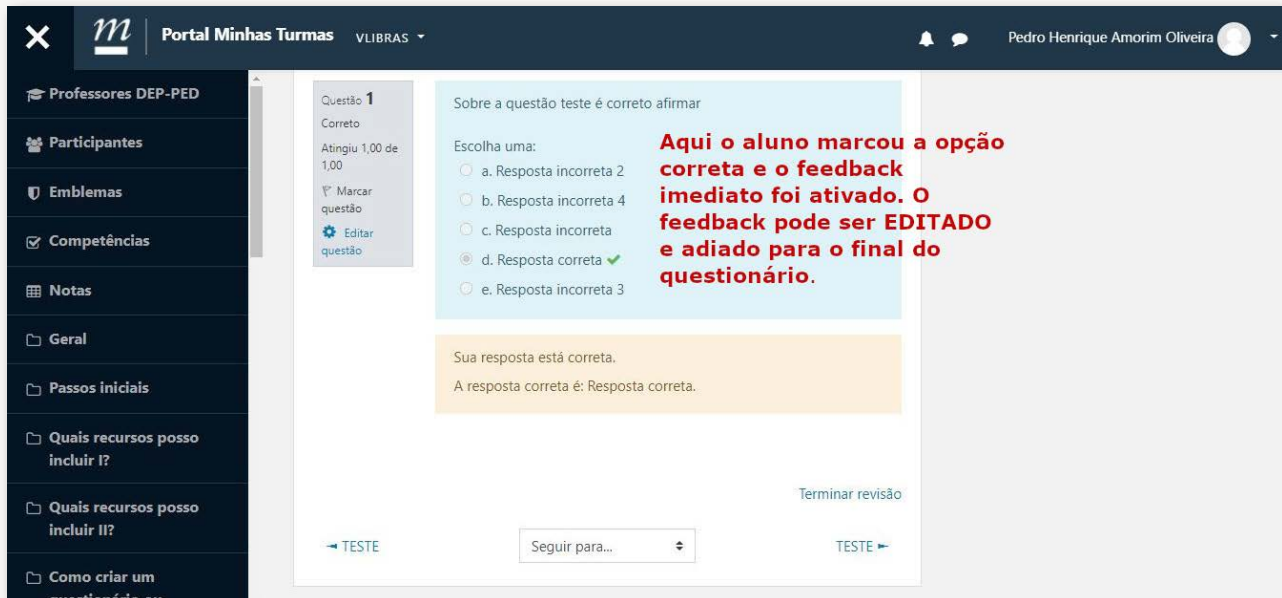 m
Portal Minhas Turmas
VLIBRAS
Pedro Henrique Amorim Oliveira
Professores DEP-PED
Participantes
Emblemas
Competências
Notas
Geral
Passos iniciais
Quais recursos posso
incluir I?
Quais recursos posso
incluir II?
Como criar um
Questão 1
Correto
Atingiu 1,00 de
1,00
Marcar
questão
Editar
questão
Sobre a questão teste é correto afirmar
Escolha uma:
a. Resposta incorreta 2
b. Resposta incorreta 4
c. Resposta incorreta
d. Resposta correta
e. Resposta incorreta 3
Aqui o aluno marcou a opção
correta e o feedback
imediato foi ativado. O
feedback pode ser EDITADO
e adiado para o final do
questionário.
Sua resposta está correta.
A resposta correta é: Resposta correta.
Terminar revisão
TESTE
Seguir para...
TESTE